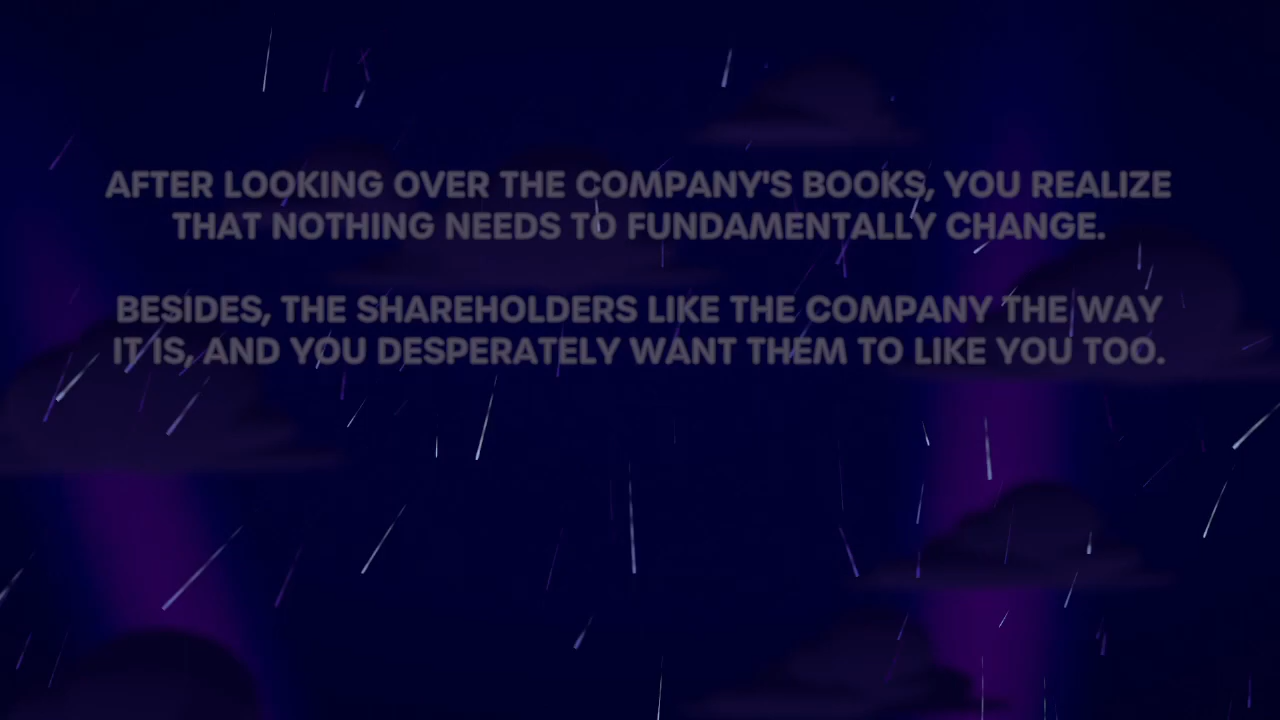 AFTER LOOKING OVER THE COMPANY'S BOOKS, YOU REALIZE
THAT NOTHING NEEDS TO FUNDAMENTALLY CHANGE.
BESIDES, THE SHAREHOLDERS LIKE THE COMPANY THE WAY
IT IS, AND YOU DESPERATELY WANT THEM TO LIKE YOU TOO.